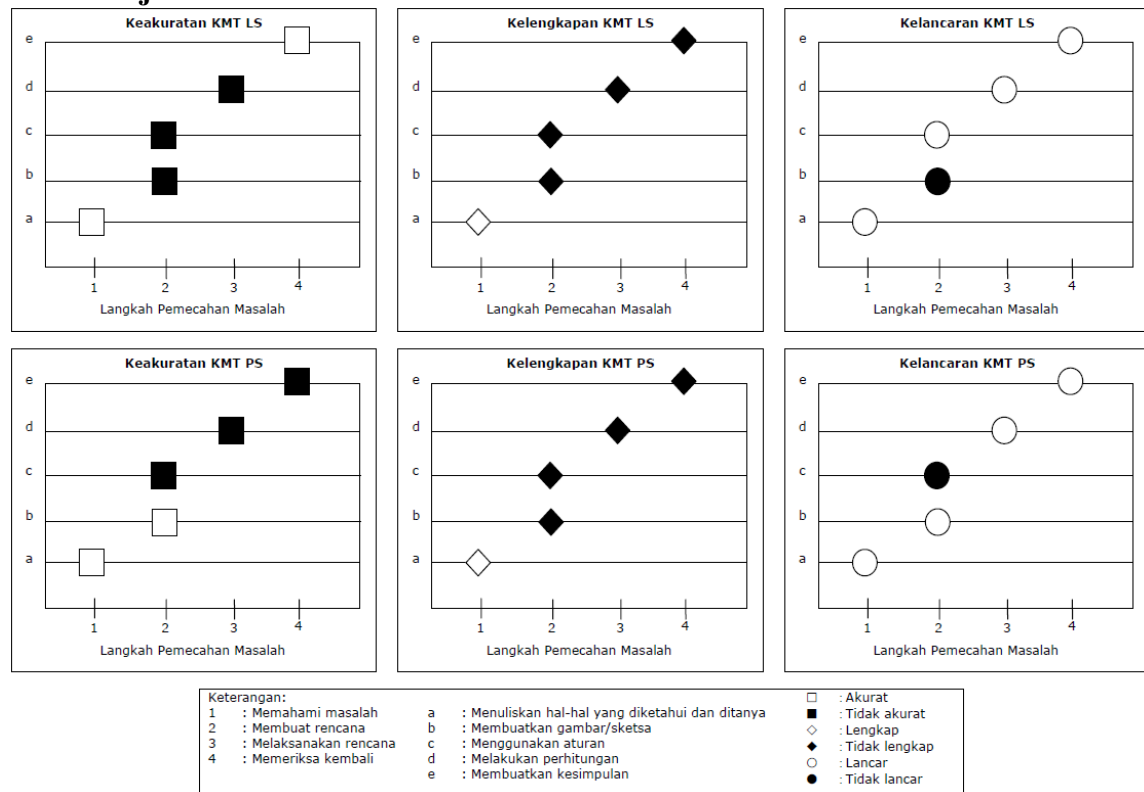 Keakuratan KMT LS
e
d
c
b
a
1 2 3 4
Langkah Pemecahan Masalah
Kelengkapan KMT LS
e
d
c
b
a
1 2 3 4
Langkah Pemecahan Masalah
Kelancaran KMT LS
e
d
c
b
a
1 2 3 4
Langkah Pemecahan Masalah
Keakuratan KMT PS
e
d
c
b
a
1 2 3 4
Langkah Pemecahan Masalah
Kelengkapan KMT PS
e
d
c
b
a
1 2 3 4
Langkah Pemecahan Masalah
Kelancaran KMT PS
e
d
c
b
a
1 2 3 4
Langkah Pemecahan Masalah
Keterangan:
1 : Memahami masalah
2 : Membuat rencana
3 : Melaksanakan rencana
4 : Memeriksa kembali
a : Menuliskan hal-hal yang diketahui dan ditanya
b : Membuatkan gambar/sketsa
c : Menggunakan aturan
d : Melakukan perhitungan
e : Membuatkan kesimpulan
□ : Akurat
■ : Tidak akurat
◇ : Lengkap
◆ : Tidak lengkap
○ : Lancar
● : Tidak lancar